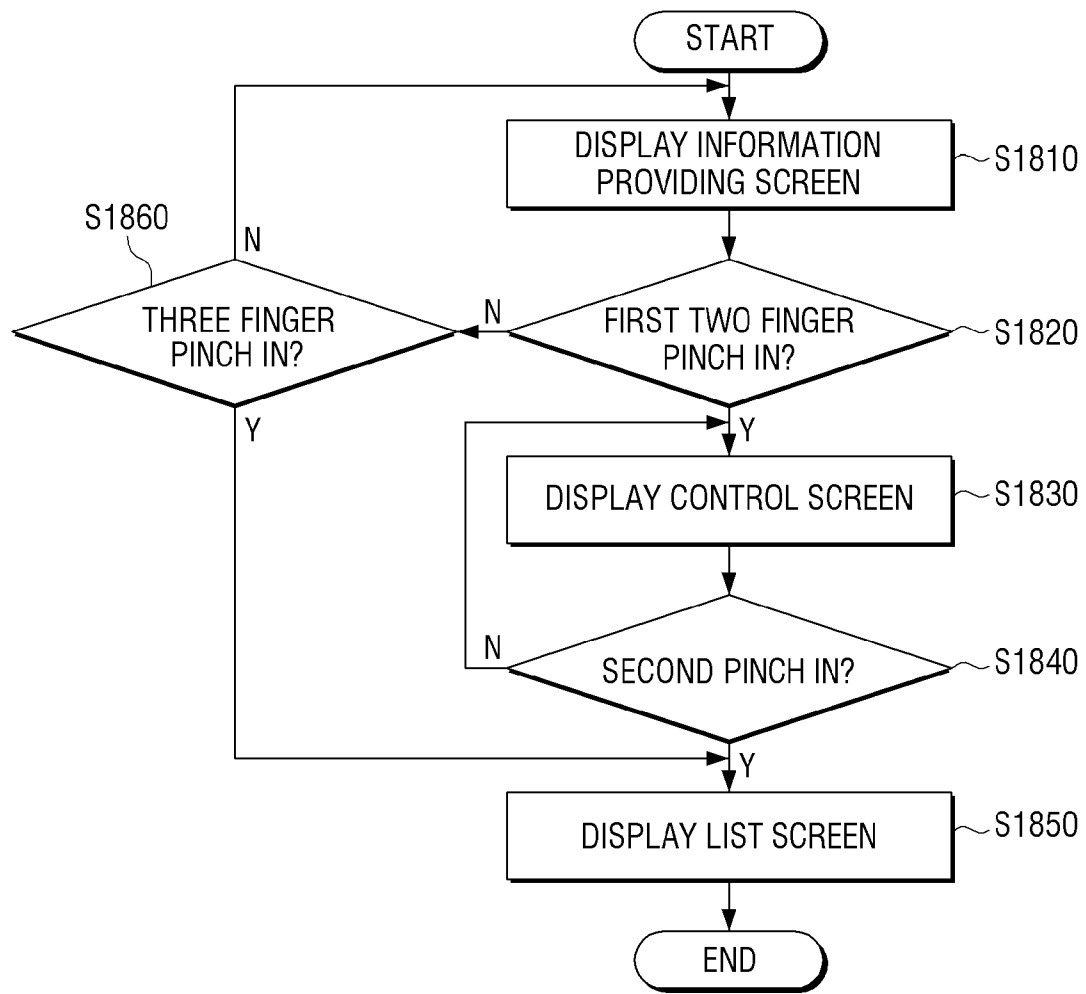 START
DISPLAY INFORMATION
PROVIDING SCREEN
S1810
S1860
N
THREE FINGER
PINCH IN?
N
FIRST TWO FINGER
PINCH IN?
S1820
Y
Y
DISPLAY CONTROL SCREEN
S1830
N
SECOND PINCH IN?
S1840
Y
DISPLAY LIST SCREEN
S1850
END